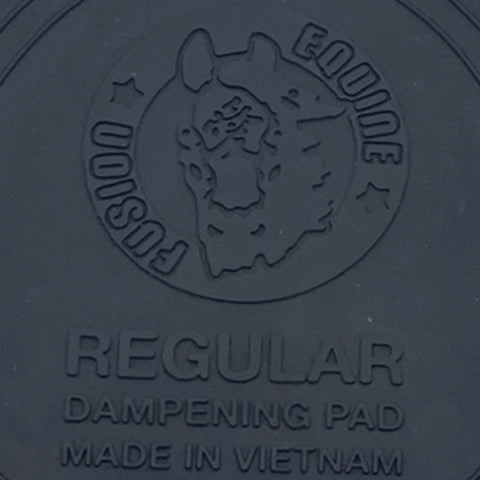 EQUINE
FUSION
REGULAR
DAMPENING PAD
MADE IN VIETNAM